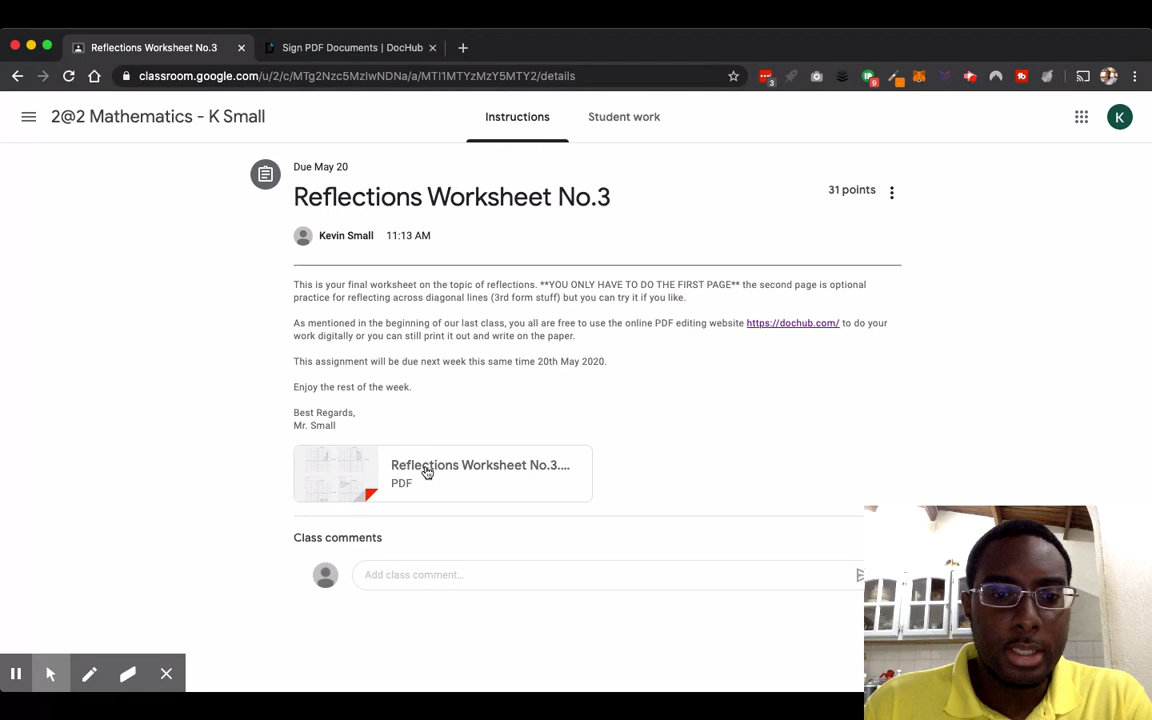 Reflections Worksheet No.3
Sign PDF Documents | DocHub
classroom.google.com/u/2/c/MTg2Nzc5MzIwNDNa/a/MTI1MTYzMzY5MTY2/details
3
9
2@2 Mathematics - K Small
Instructions
Student work
K
Due May 20
Reflections Worksheet No.3
31 points
Kevin Small
11:13 AM
This is your final worksheet on the topic of reflections. **YOU ONLY HAVE TO DO THE FIRST PAGE** the second page is optional
practice for reflecting across diagonal lines (3rd form stuff) but you can try it if you like.
As mentioned in the beginning of our last class, you all are free to use the online PDF editing website https://dochub.com/ to do your
work digitally or you can still print it out and write on the paper.
This assignment will be due next week this same time 20th May 2020.
Enjoy the rest of the week.
Best Regards,
Mr. Small
Reflections Worksheet No.3....
PDF
Class comments
Add class comment...